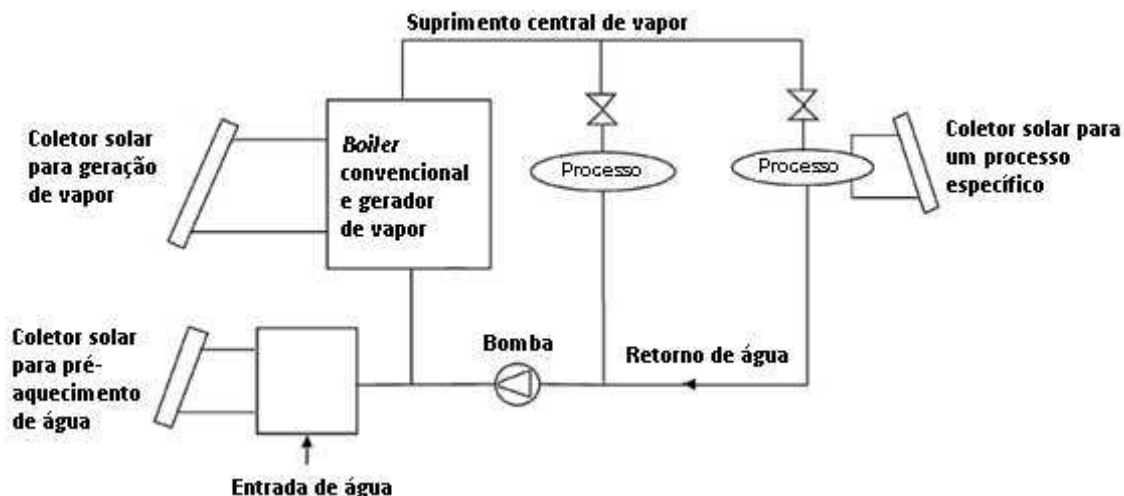 Suprimento central de vapor
Coletor solar
para geração
de vapor
Boiler
convencional
e gerador
de vapor
Processo
Processo
Coletor solar para
um processo
específico
Coletor solar
para pré-
aquecimento
de água
Bomba
Retorno de água
Entrada de água